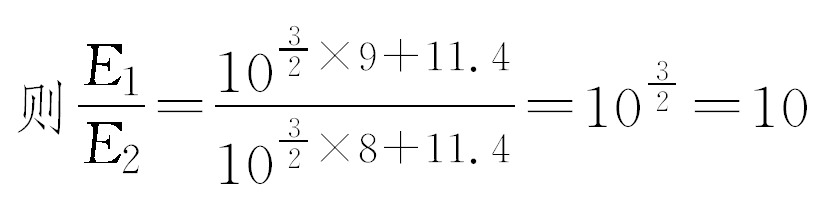 则 E₁/E₂ = 10^(3/2×9+11.4) / 10^(3/2×8+11.4) = 10^(3/2) = 10